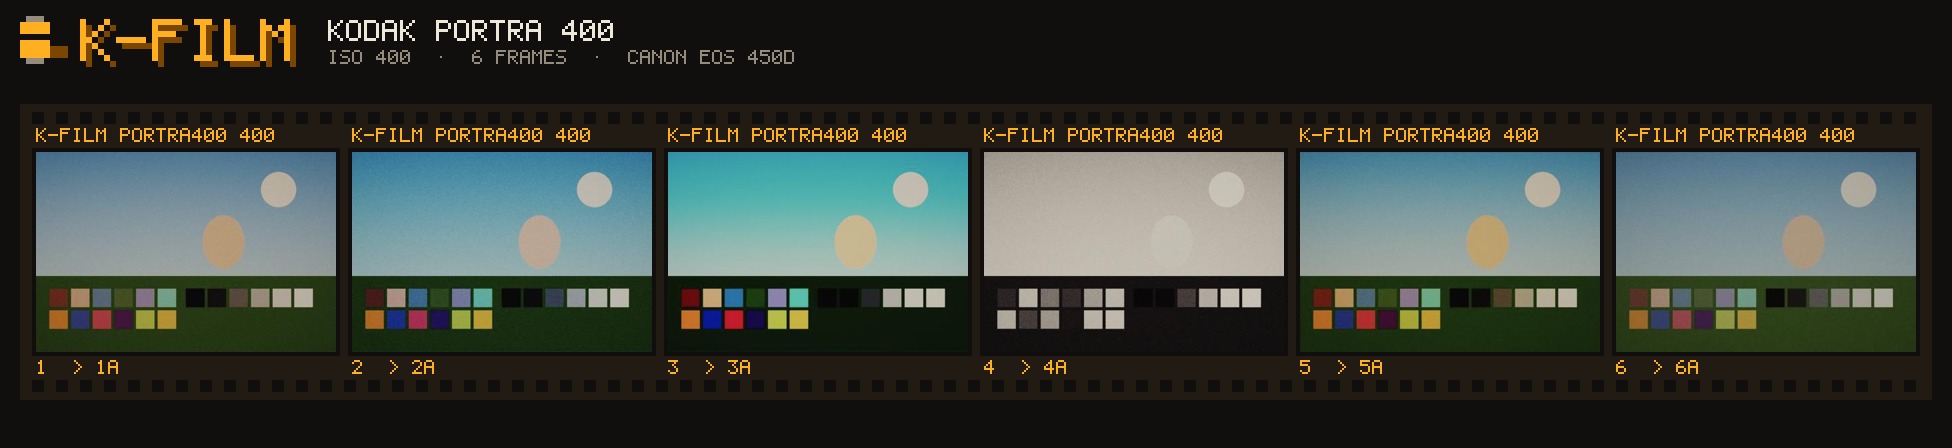 K-FILM
KODAK PORTRA 400
ISO 400 · 6 FRAMES · CANON EOS 450D
K-FILM PORTRA400 400
K-FILM PORTRA400 400
K-FILM PORTRA400 400
K-FILM PORTRA400 400
K-FILM PORTRA400 400
K-FILM PORTRA400 400
1 > 1A
2 > 2A
3 > 3A
4 > 4A
5 > 5A
6 > 6A